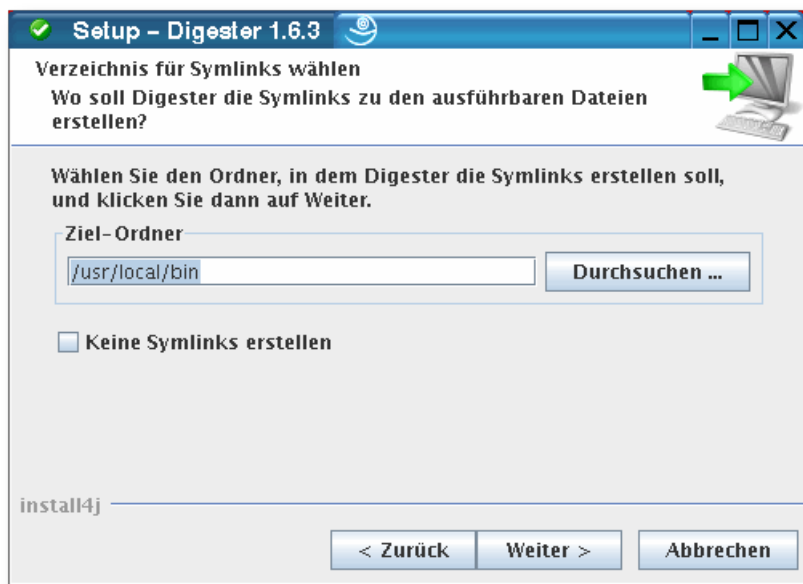 Setup – Digester 1.6.3
Verzeichnis für Symlinks wählen
Wo soll Digester die Symlinks zu den ausführbaren Dateien
erstellen?
Wählen Sie den Ordner, in dem Digester die Symlinks erstellen soll,
und klicken Sie dann auf Weiter.
Ziel-Ordner
/usr/local/bin
Durchsuchen ...
Keine Symlinks erstellen
install4j
< Zurück
Weiter >
Abbrechen